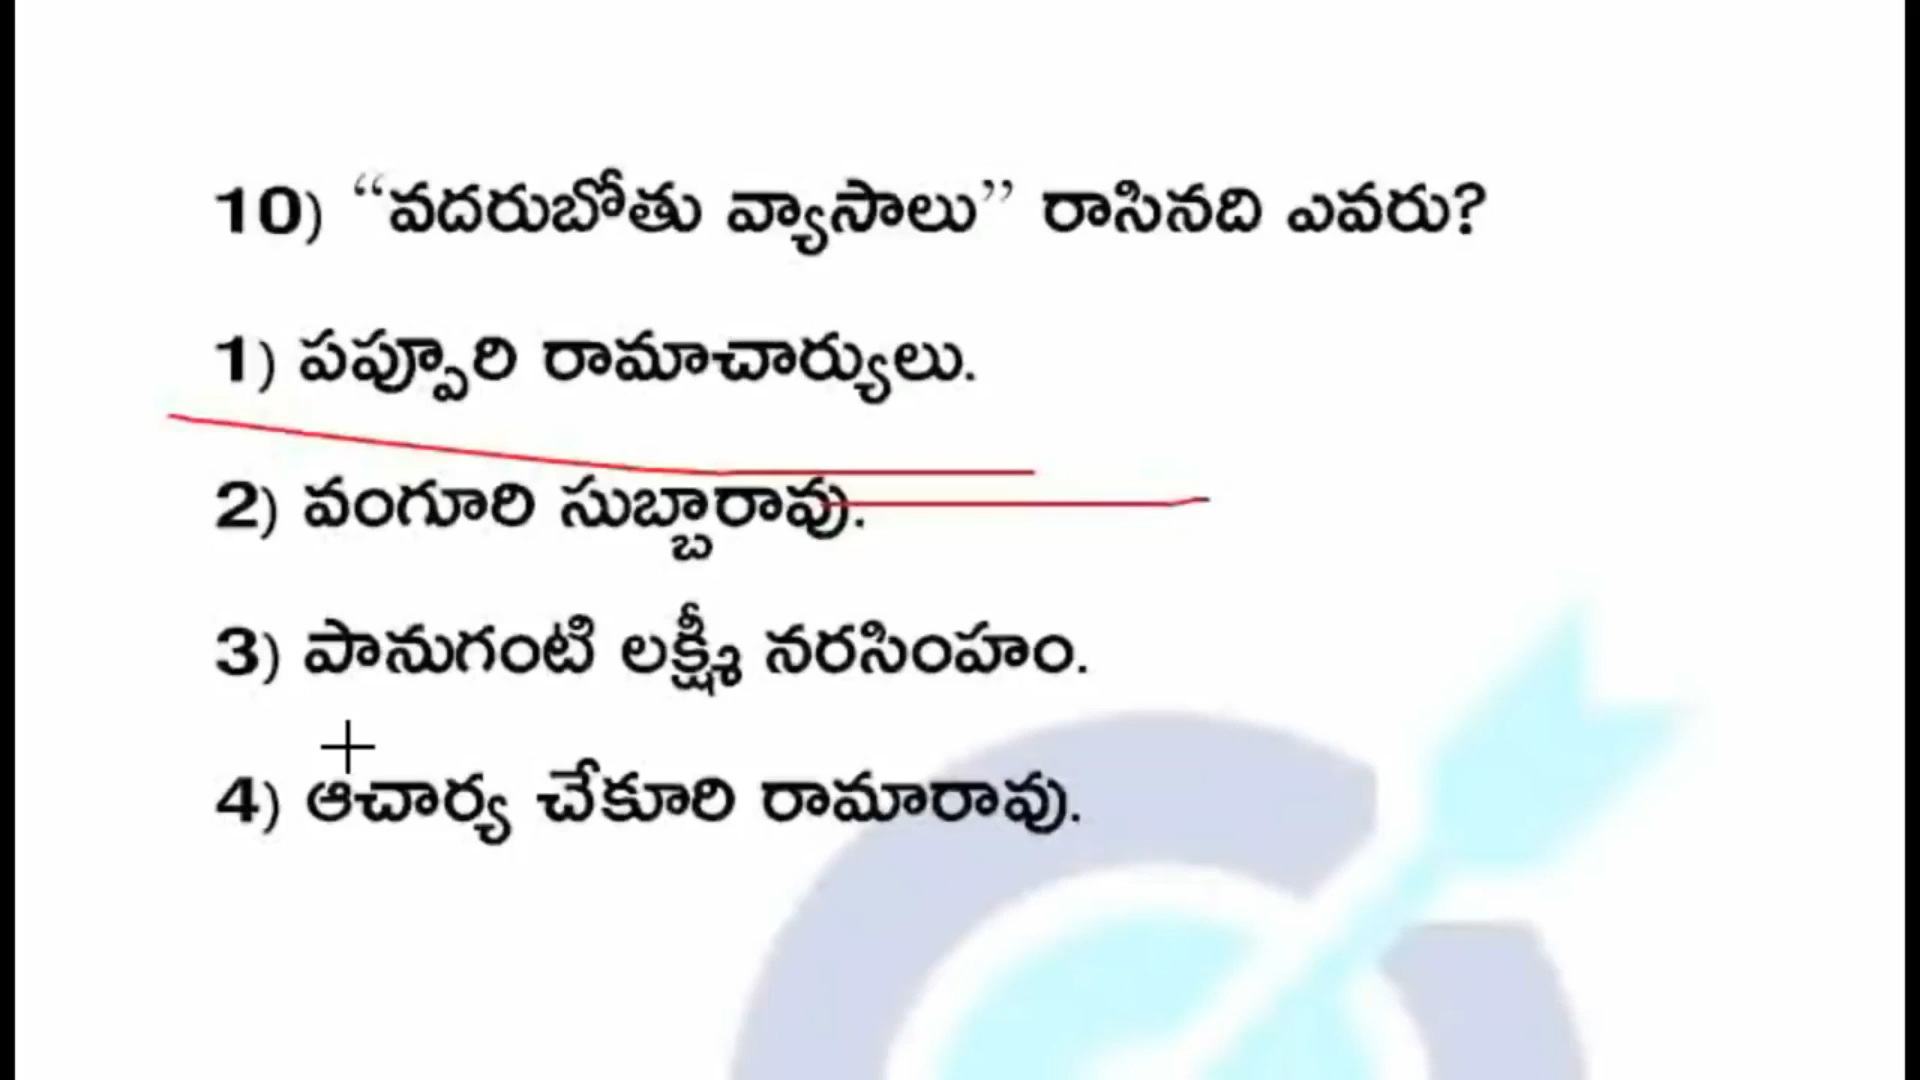 10) “వదరుబోతు వ్యాసాలు” రాసినది ఎవరు?
1) పప్పూరి రామాచార్యులు.
2) వంగూరి సుబ్బారావు.
3) పానుగంటి లక్ష్మీ నరసింహం.
4) ఆచార్య చేకూరి రామారావు.